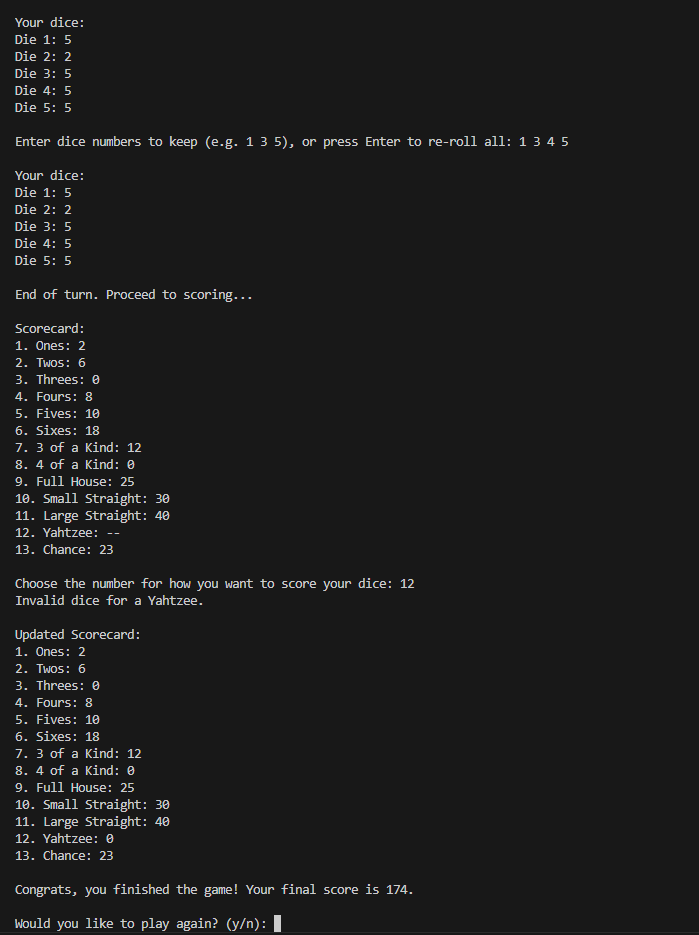 Your dice:
Die 1: 5
Die 2: 2
Die 3: 5
Die 4: 5
Die 5: 5
Enter dice numbers to keep (e.g. 1 3 5), or press Enter to re-roll all: 1 3 4 5
Your dice:
Die 1: 5
Die 2: 2
Die 3: 5
Die 4: 5
Die 5: 5
End of turn. Proceed to scoring...
Scorecard:
1. Ones: 2
2. Twos: 6
3. Threes: 0
4. Fours: 8
5. Fives: 10
6. Sixes: 18
7. 3 of a Kind: 12
8. 4 of a Kind: 0
9. Full House: 25
10. Small Straight: 30
11. Large Straight: 40
12. Yahtzee: --
13. Chance: 23
Choose the number for how you want to score your dice: 12
Invalid dice for a Yahtzee.
Updated Scorecard:
1. Ones: 2
2. Twos: 6
3. Threes: 0
4. Fours: 8
5. Fives: 10
6. Sixes: 18
7. 3 of a Kind: 12
8. 4 of a Kind: 0
9. Full House: 25
10. Small Straight: 30
11. Large Straight: 40
12. Yahtzee: 0
13. Chance: 23
Congrats, you finished the game! Your final score is 174.
Would you like to play again? (y/n):